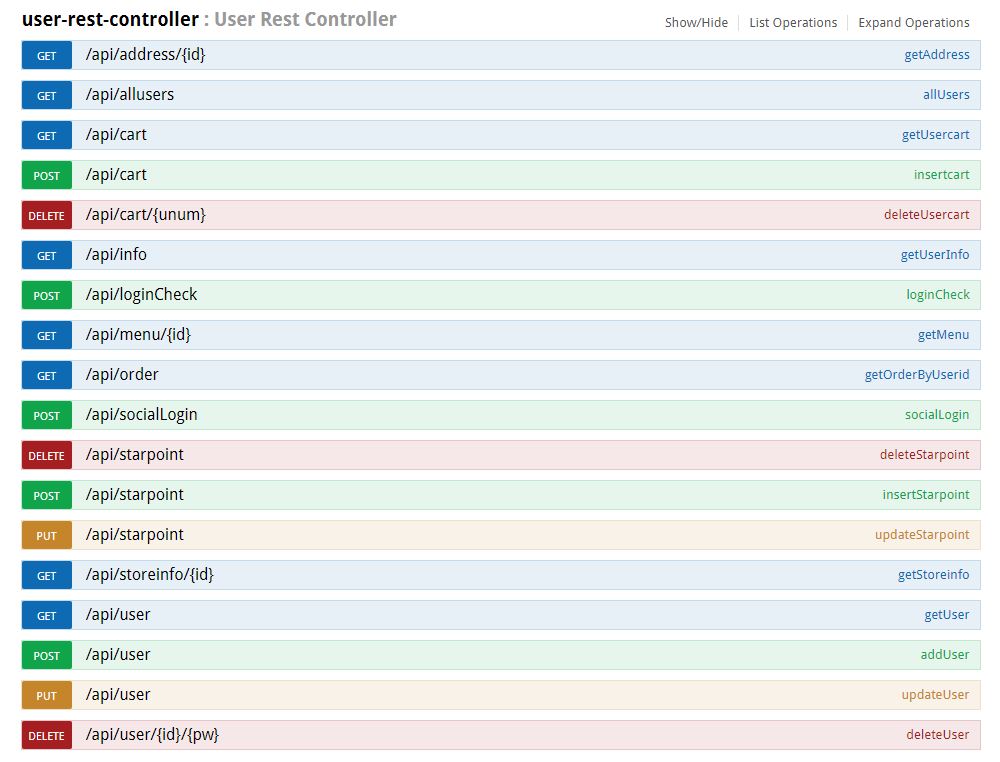 user-rest-controller : User Rest Controller Show/Hide List Operations Expand Operations
GET /api/address/{id} getAddress
GET /api/allusers allUsers
GET /api/cart getUsercart
POST /api/cart insertcart
DELETE /api/cart/{unum} deleteUsercart
GET /api/info getUserInfo
POST /api/loginCheck loginCheck
GET /api/menu/{id} getMenu
GET /api/order getOrderByUserid
POST /api/socialLogin socialLogin
DELETE /api/starpoint deleteStarpoint
POST /api/starpoint insertStarpoint
PUT /api/starpoint updateStarpoint
GET /api/storeinfo/{id} getStoreinfo
GET /api/user getUser
POST /api/user addUser
PUT /api/user updateUser
DELETE /api/user/{id}/{pw} deleteUser